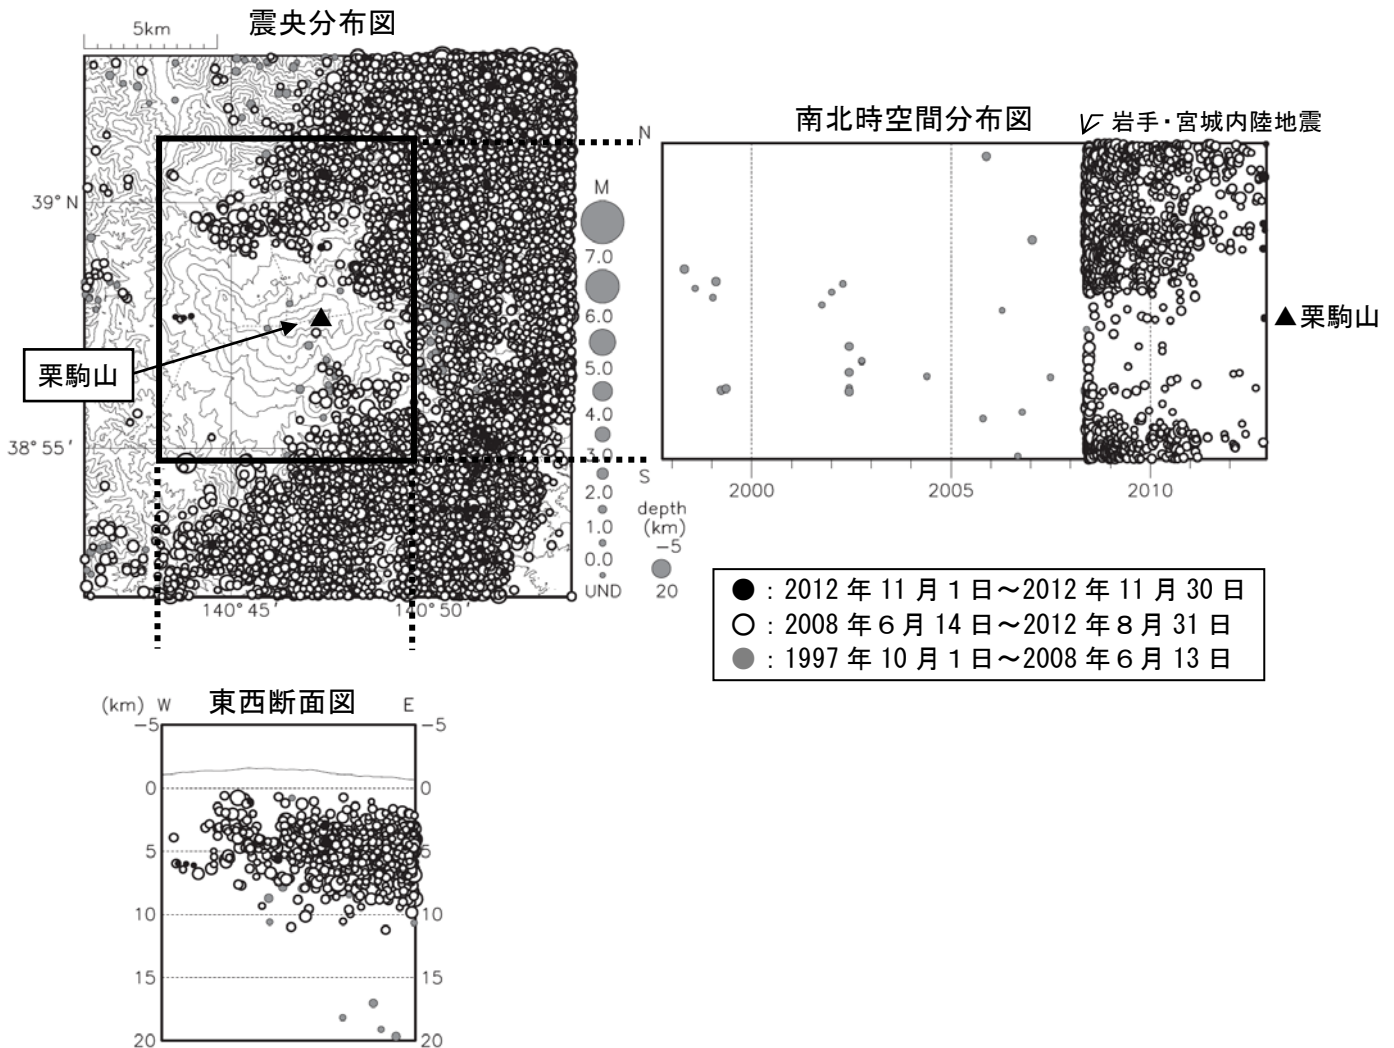 震央分布図
5km
39°N
38°55′
140°45′
140°50′
栗駒山
N
S
M
7.0
6.0
5.0
4.0
3.0
2.0
1.0
0.0
UND
depth
(km)
-5
20
南北時空間分布図
岩手・宮城内陸地震
▲栗駒山
2000
2005
2010
●：2012 年 11 月 1 日～2012 年 11 月 30 日
○：2008 年 6 月 14 日～2012 年 8 月 31 日
●：1997 年 10 月 1 日～2008 年 6 月 13 日
東西断面図
(km) W
E
-5
-5
0
0
5
5
10
10
15
15
20
20